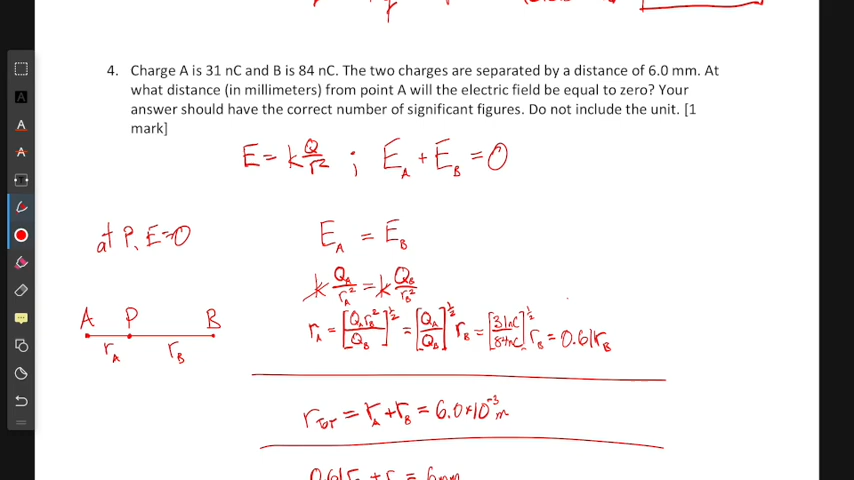 4. Charge A is 31 nC and B is 84 nC. The two charges are separated by a distance of 6.0 mm. At
what distance (in millimeters) from point A will the electric field be equal to zero? Your
answer should have the correct number of significant figures. Do not include the unit. [1
mark]
E = k Q/r² ; E_A + E_B = 0
at P, E=0
E_A = E_B
k Q_A/r_A² = k Q_B/r_B²
A P B
r_A r_B
r_A = [Q_A r_B²/Q_B]^½ = [Q_A/Q_B]^½ r_B = [31nC/84nC]^½ r_B = 0.61r_B
r_TOT = r_A + r_B = 6.0×10⁻³ m
= 6mm